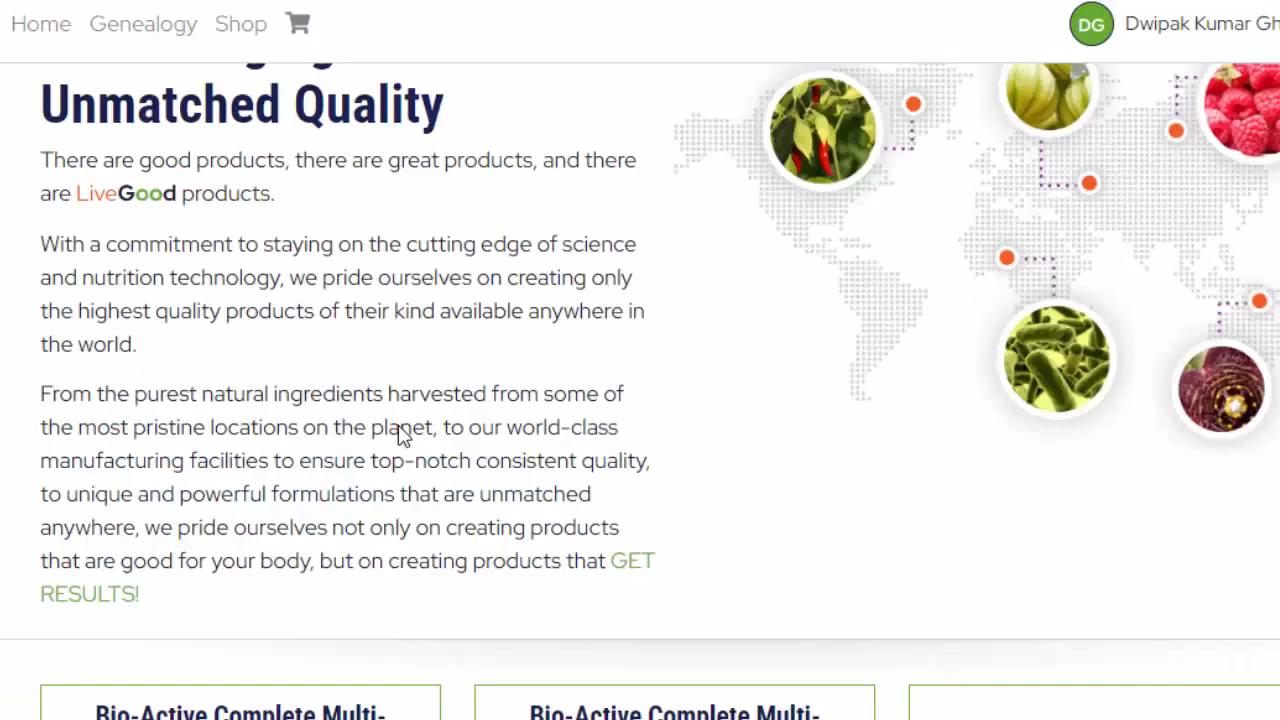 Home Genealogy Shop
DG Dwipak Kumar Gh
Unmatched Quality
There are good products, there are great products, and there
are LiveGood products.
With a commitment to staying on the cutting edge of science
and nutrition technology, we pride ourselves on creating only
the highest quality products of their kind available anywhere in
the world.
From the purest natural ingredients harvested from some of
the most pristine locations on the planet, to our world-class
manufacturing facilities to ensure top-notch consistent quality,
to unique and powerful formulations that are unmatched
anywhere, we pride ourselves not only on creating products
that are good for your body, but on creating products that GET
RESULTS!
Bio-Active Complete Multi-
Bio-Active Complete Multi-